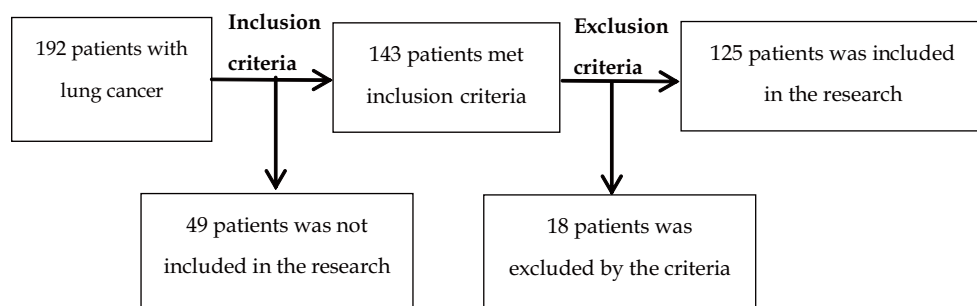 192 patients with
lung cancer
Inclusion
criteria
143 patients met
inclusion criteria
Exclusion
criteria
125 patients was included
in the research
49 patients was not
included in the research
18 patients was
excluded by the criteria